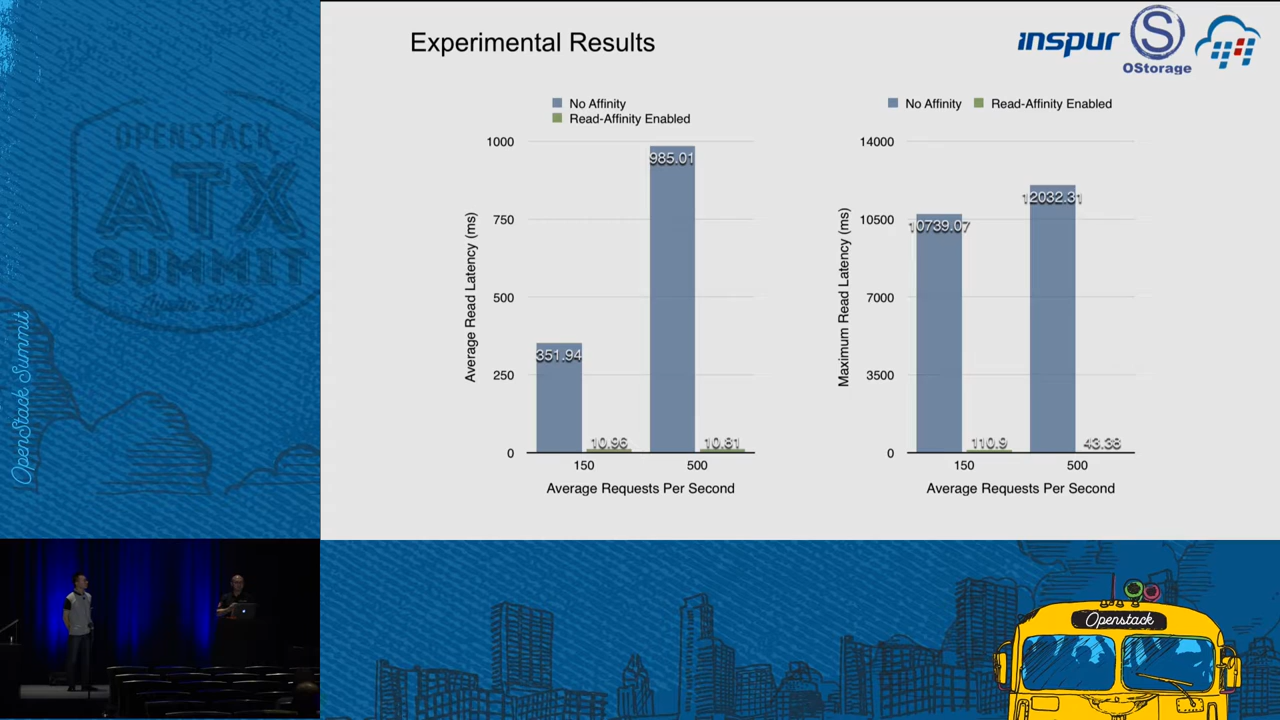 Experimental Results
inspur
S
OStorage
No Affinity
Read-Affinity Enabled
1000
750
500
250
0
Average Read Latency (ms)
351.94
10.96
985.01
10.81
150
500
Average Requests Per Second
No Affinity
Read-Affinity Enabled
14000
10500
7000
3500
0
Maximum Read Latency (ms)
10739.07
110.9
12032.31
43.38
150
500
Average Requests Per Second
OPENSTACK
ATX
SUMMIT
OpenStack Summit
Openstack